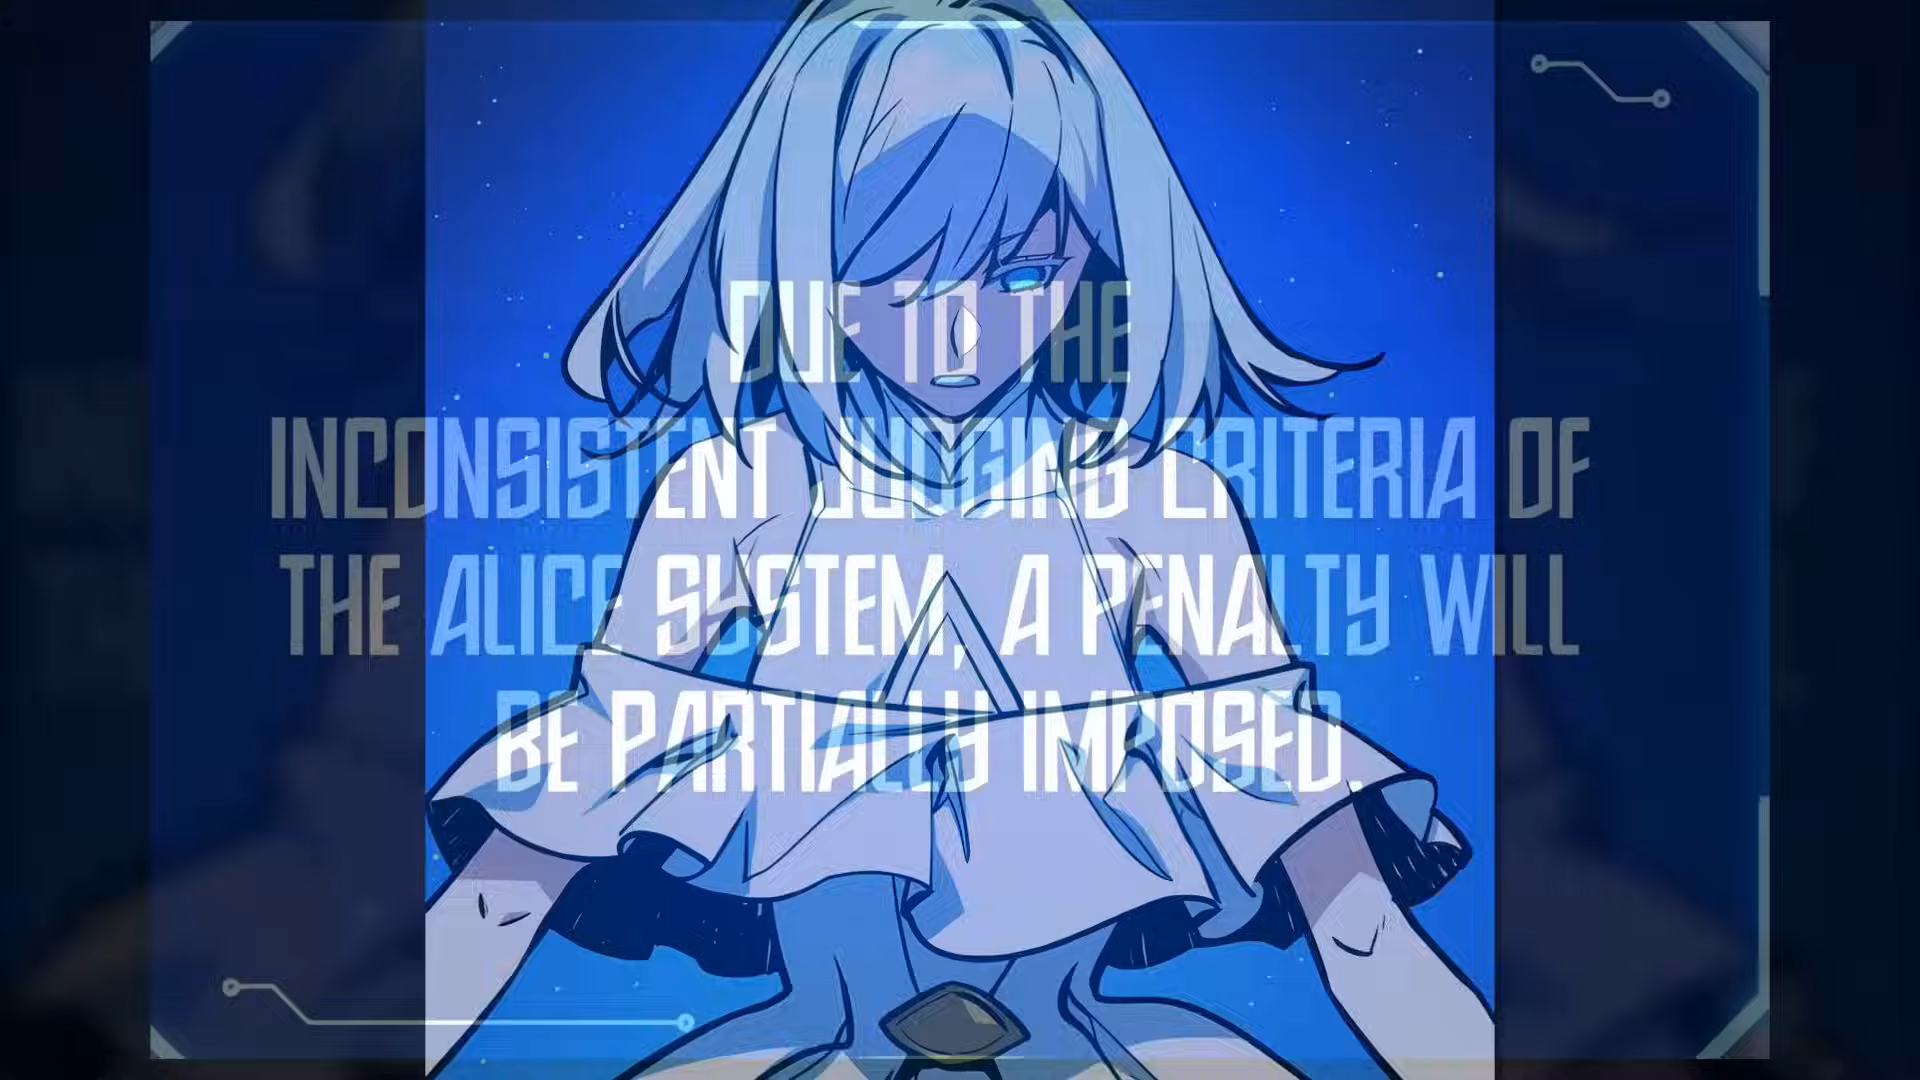 DUE TO THE
INCONSISTENT JUDGING CRITERIA OF
THE ALICE SYSTEM, A PENALTY WILL
BE PARTIALLY IMPOSED.